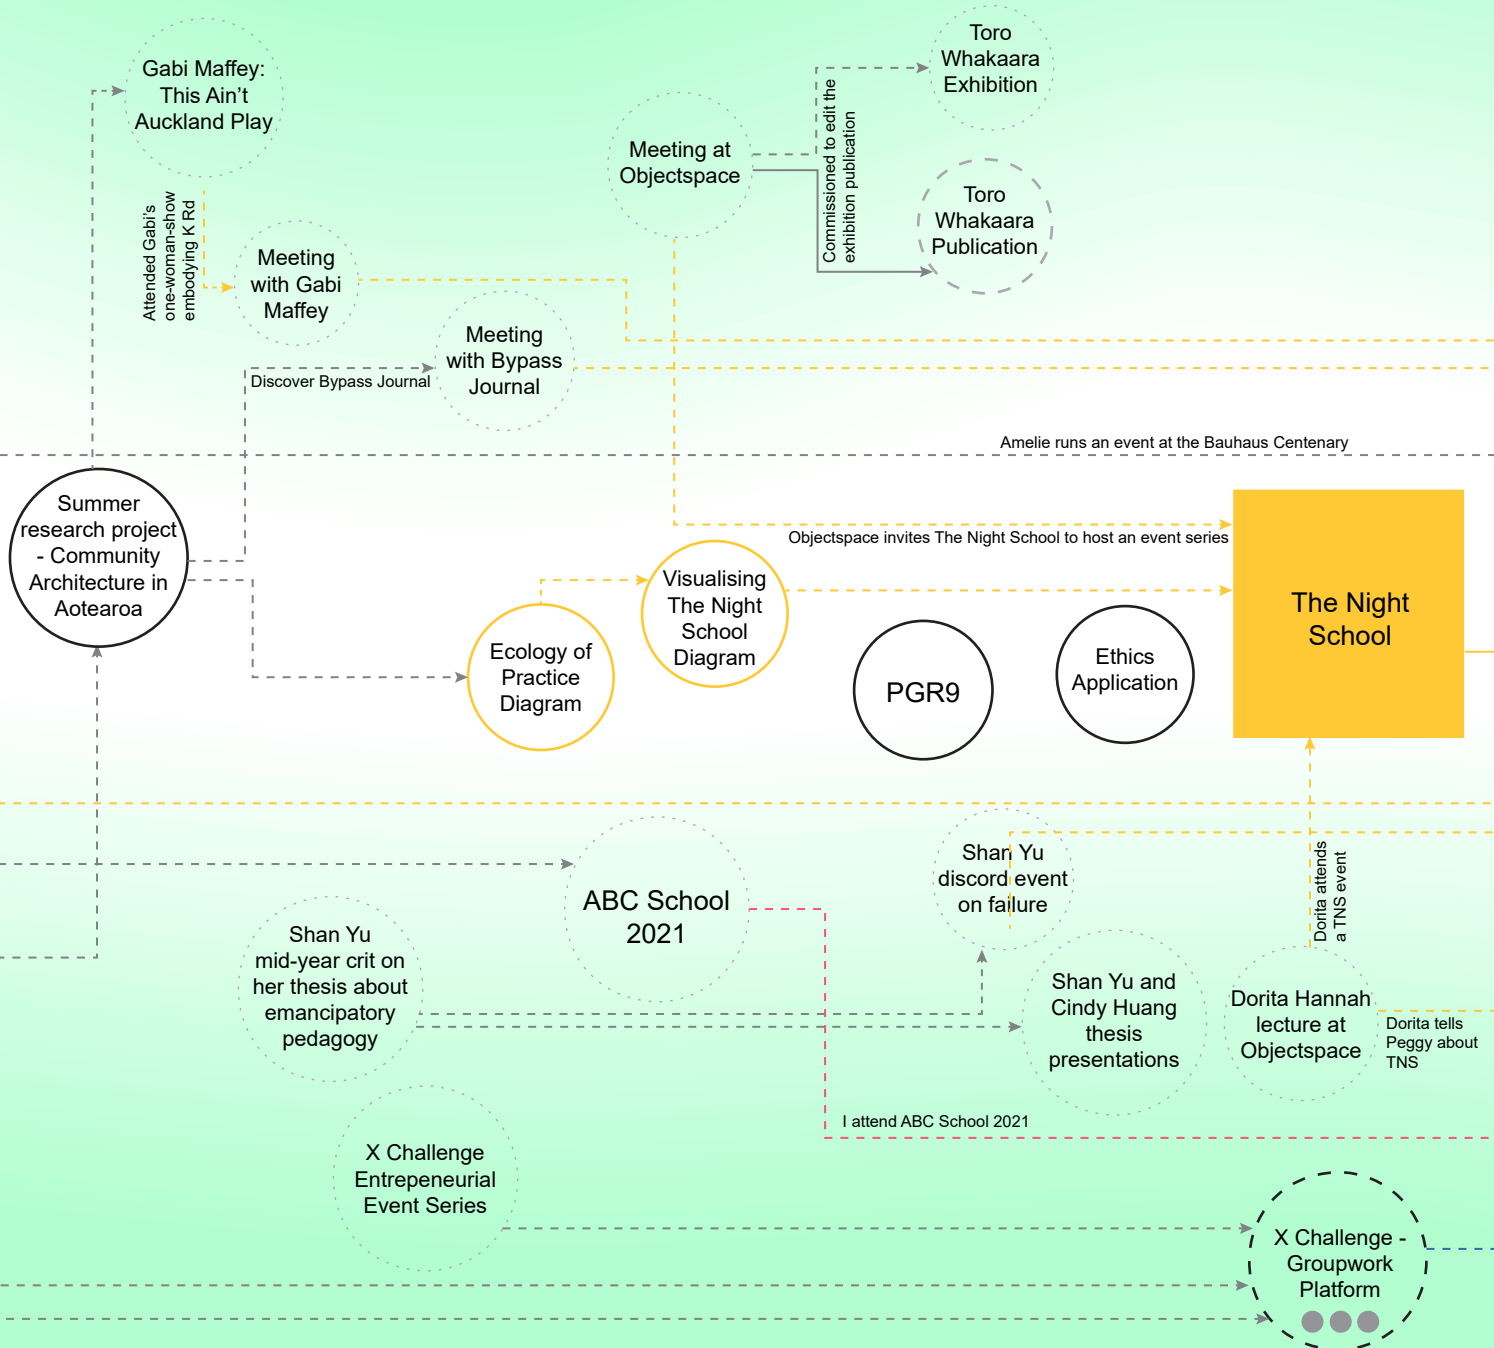 Gabi Maffey:
This Ain't
Auckland Play
Toro
Whakaara
Exhibition
Meeting at
Objectspace
Commissioned to edit the
exhibition publication
Toro
Whakaara
Publication
Attended Gabi's
one-woman-show
embodying K Rd
Meeting
with Gabi
Maffey
Meeting
with Bypass
Journal
Discover Bypass Journal
Amelie runs an event at the Bauhaus Centenary
Summer
research project
- Community
Architecture in
Aotearoa
Objectspace invites The Night School to host an event series
Visualising
The Night
School
Diagram
Ecology of
Practice
Diagram
PGR9
Ethics
Application
The Night
School
ABC School
2021
Shan Yu
discord event
on failure
Dorita attends
a TNS event
Shan Yu
mid-year crit on
her thesis about
emancipatory
pedagogy
Shan Yu and
Cindy Huang
thesis
presentations
Dorita Hannah
lecture at
Objectspace
Dorita tells
Peggy about
TNS
I attend ABC School 2021
X Challenge
Entrepeneurial
Event Series
X Challenge -
Groupwork
Platform